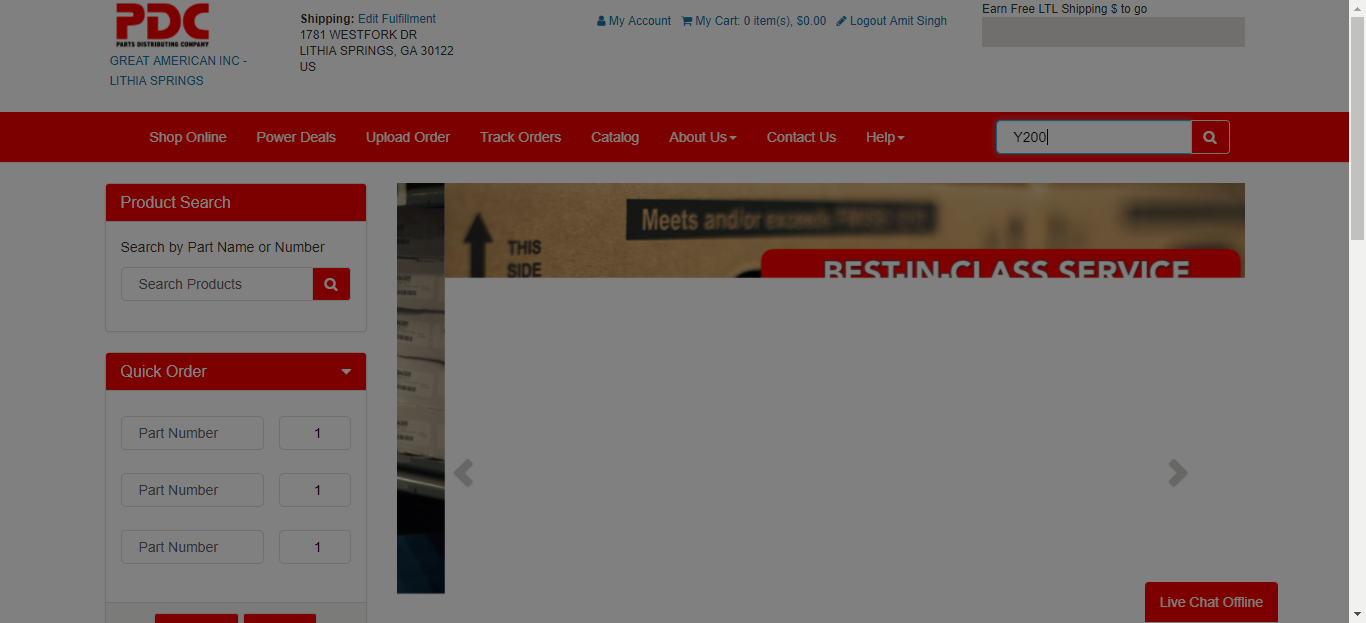 PDC
PARTS DISTRIBUTING COMPANY
GREAT AMERICAN INC -
LITHIA SPRINGS
Shipping: Edit Fulfillment
1781 WESTFORK DR
LITHIA SPRINGS, GA 30122
US
My Account My Cart: 0 item(s), $0.00 Logout Amit Singh
Earn Free LTL Shipping $ to go
Shop Online Power Deals Upload Order Track Orders Catalog About Us Contact Us Help Y200
Product Search
Search by Part Name or Number
Search Products
Quick Order
Part Number 1
Part Number 1
Part Number 1
Meets and/or exceeds
THIS
SIDE
BEST-IN-CLASS SERVICE
Live Chat Offline